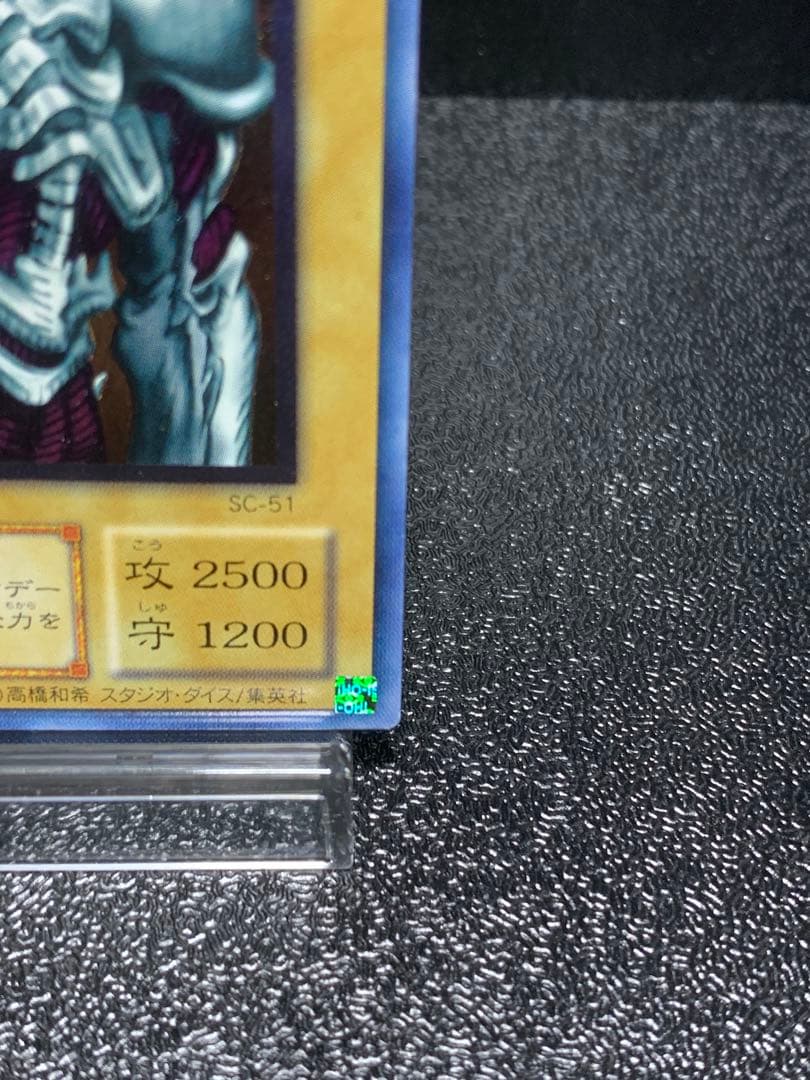 SC-51
こう
攻 2500
しゅ
守 1200
デー
ちから
力を
高橋和希 スタジオ・ダイス/集英社